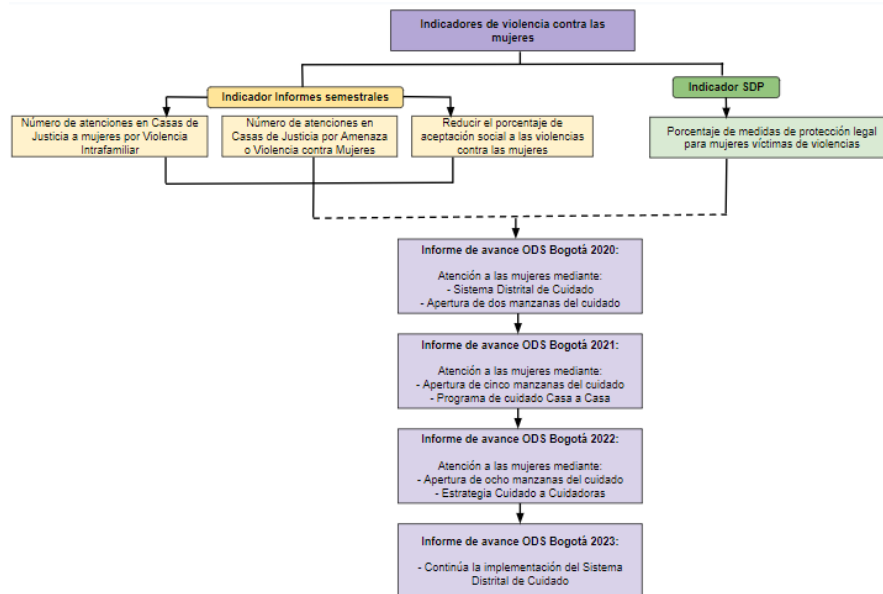 Indicadores de violencia contra las
mujeres
Indicador Informes semestrales
Indicador SDP
Número de atenciones en Casas de
Justicia a mujeres por Violencia
Intrafamiliar
Número de atenciones en
Casas de Justicia por Amenaza
o Violencia contra Mujeres
Reducir el porcentaje de
aceptación social a las violencias
contra las mujeres
Porcentaje de medidas de protección legal
para mujeres víctimas de violencias
Informe de avance ODS Bogotá 2020:
Atención a las mujeres mediante:
- Sistema Distrital de Cuidado
- Apertura de dos manzanas del cuidado
Informe de avance ODS Bogotá 2021:
Atención a las mujeres mediante:
- Apertura de cinco manzanas del cuidado
- Programa de cuidado Casa a Casa
Informe de avance ODS Bogotá 2022:
Atención a las mujeres mediante:
- Apertura de ocho manzanas del cuidado
- Estrategia Cuidado a Cuidadoras
Informe de avance ODS Bogotá 2023:
- Continúa la implementación del Sistema
Distrital de Cuidado